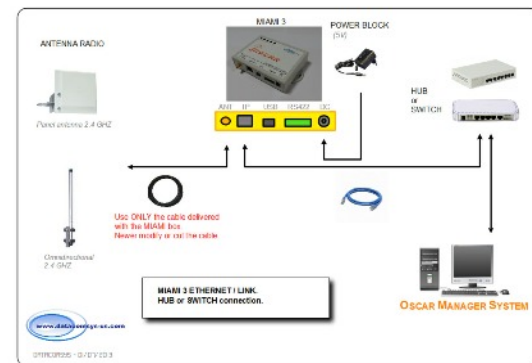 MIAMI 3
POWER BLOCK
(5V)
ANTENNA RADIO
HUB
or
SWITCH
ANT IP USB RS422 DC
Panel antenna 2.4 GHZ
Use ONLY the cable delivered
with the MIAMI box
Newer modify or cut the cable
Omnidirectional
2.4 GHZ
MIAMI 3 ETHERNET / LINK.
HUB or SWITCH connection.
OSCAR MANAGER SYSTEM